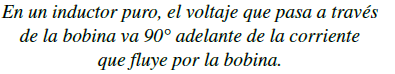 En un inductor puro, el voltaje que pasa a través
de la bobina va 90° adelante de la corriente
que fluye por la bobina.